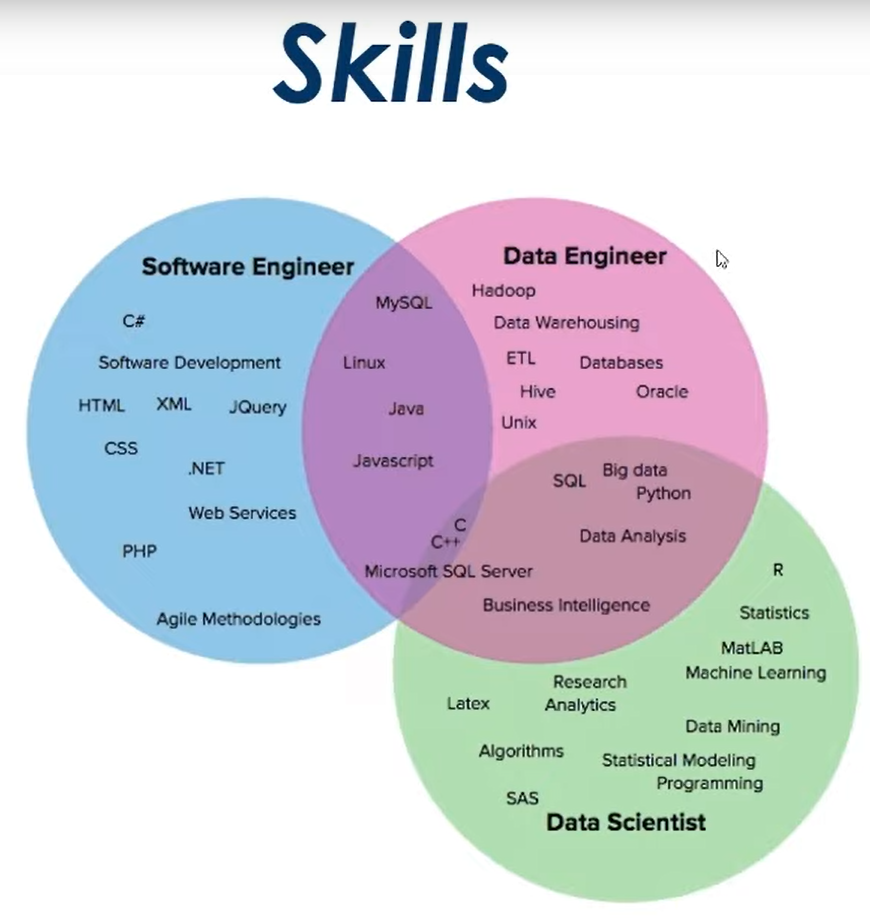 Skills
Software Engineer
C#
Software Development
HTML XML JQuery
CSS
.NET
Web Services
PHP
Agile Methodologies
MySQL
Linux
Java
Javascript
C
C++
Microsoft SQL Server
Data Engineer
Hadoop
Data Warehousing
ETL Databases
Hive Oracle
Unix
SQL Big data
Python
Data Analysis
Business Intelligence
R
Statistics
MatLAB
Machine Learning
Research
Latex Analytics
Data Mining
Algorithms
Statistical Modeling
Programming
SAS
Data Scientist